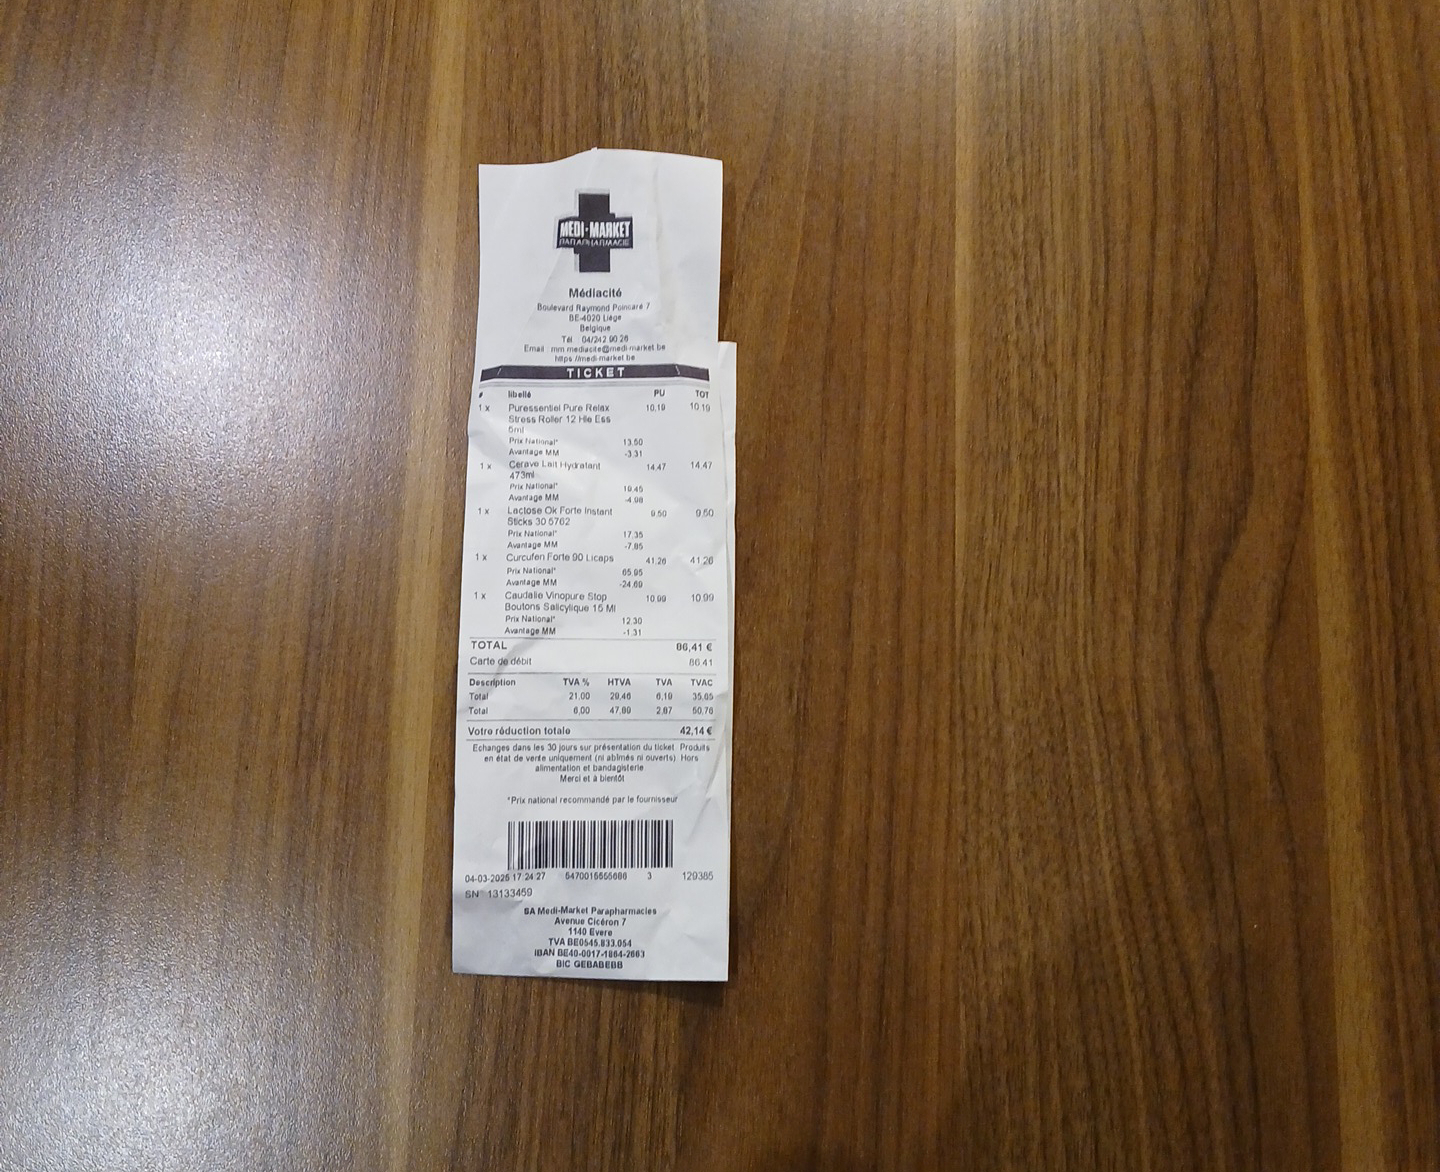 MEDI-MARKET
PARAPHARMACIE
Médiacité
Boulevard Raymond Poincaré 7
BE-4020 Liège
Belgique
Tél 04/242 90 26
Email mm.mediacite@medi-market.be
https://medi-market.be
TICKET
# libellé PU TOT
1 x Puressentiel Pure Relax 10,19 10,19
Stress Roller 12 Hle Ess
5ml
Prix National* 13,50
Avantage MM -3,31
1 x Cerave Lait Hydratant 14,47 14,47
473ml
Prix National* 19,45
Avantage MM -4,98
1 x Lactose Ok Forte Instant 9,50 9,50
Sticks 30 5762
Prix National* 17,35
Avantage MM -7,85
1 x Curcufen Forte 90 Licaps 41,26 41,26
Prix National* 65,95
Avantage MM -24,69
1 x Caudalie Vinopure Stop 10,99 10,99
Boutons Salicylique 15 Ml
Prix National* 12,30
Avantage MM -1,31
TOTAL 86,41 €
Carte de débit 86,41
Description TVA % HTVA TVA TVAC
Total 21,00 29,46 6,19 35,65
Total 6,00 47,89 2,87 50,76
Votre réduction totale 42,14 €
Echanges dans les 30 jours sur présentation du ticket Produits
en état de vente uniquement (ni abîmés ni ouverts) Hors
alimentation et bandagisterie
Merci et à bientôt
*Prix national recommandé par le fournisseur
04-03-2025 17 24 27 3 129385
SN° 13133459
SA Medi-Market Parapharmacies
Avenue Cicéron 7
1140 Evere
TVA BE0545.833.054
IBAN BE40-0017-1864-2663
BIC GEBABEBB